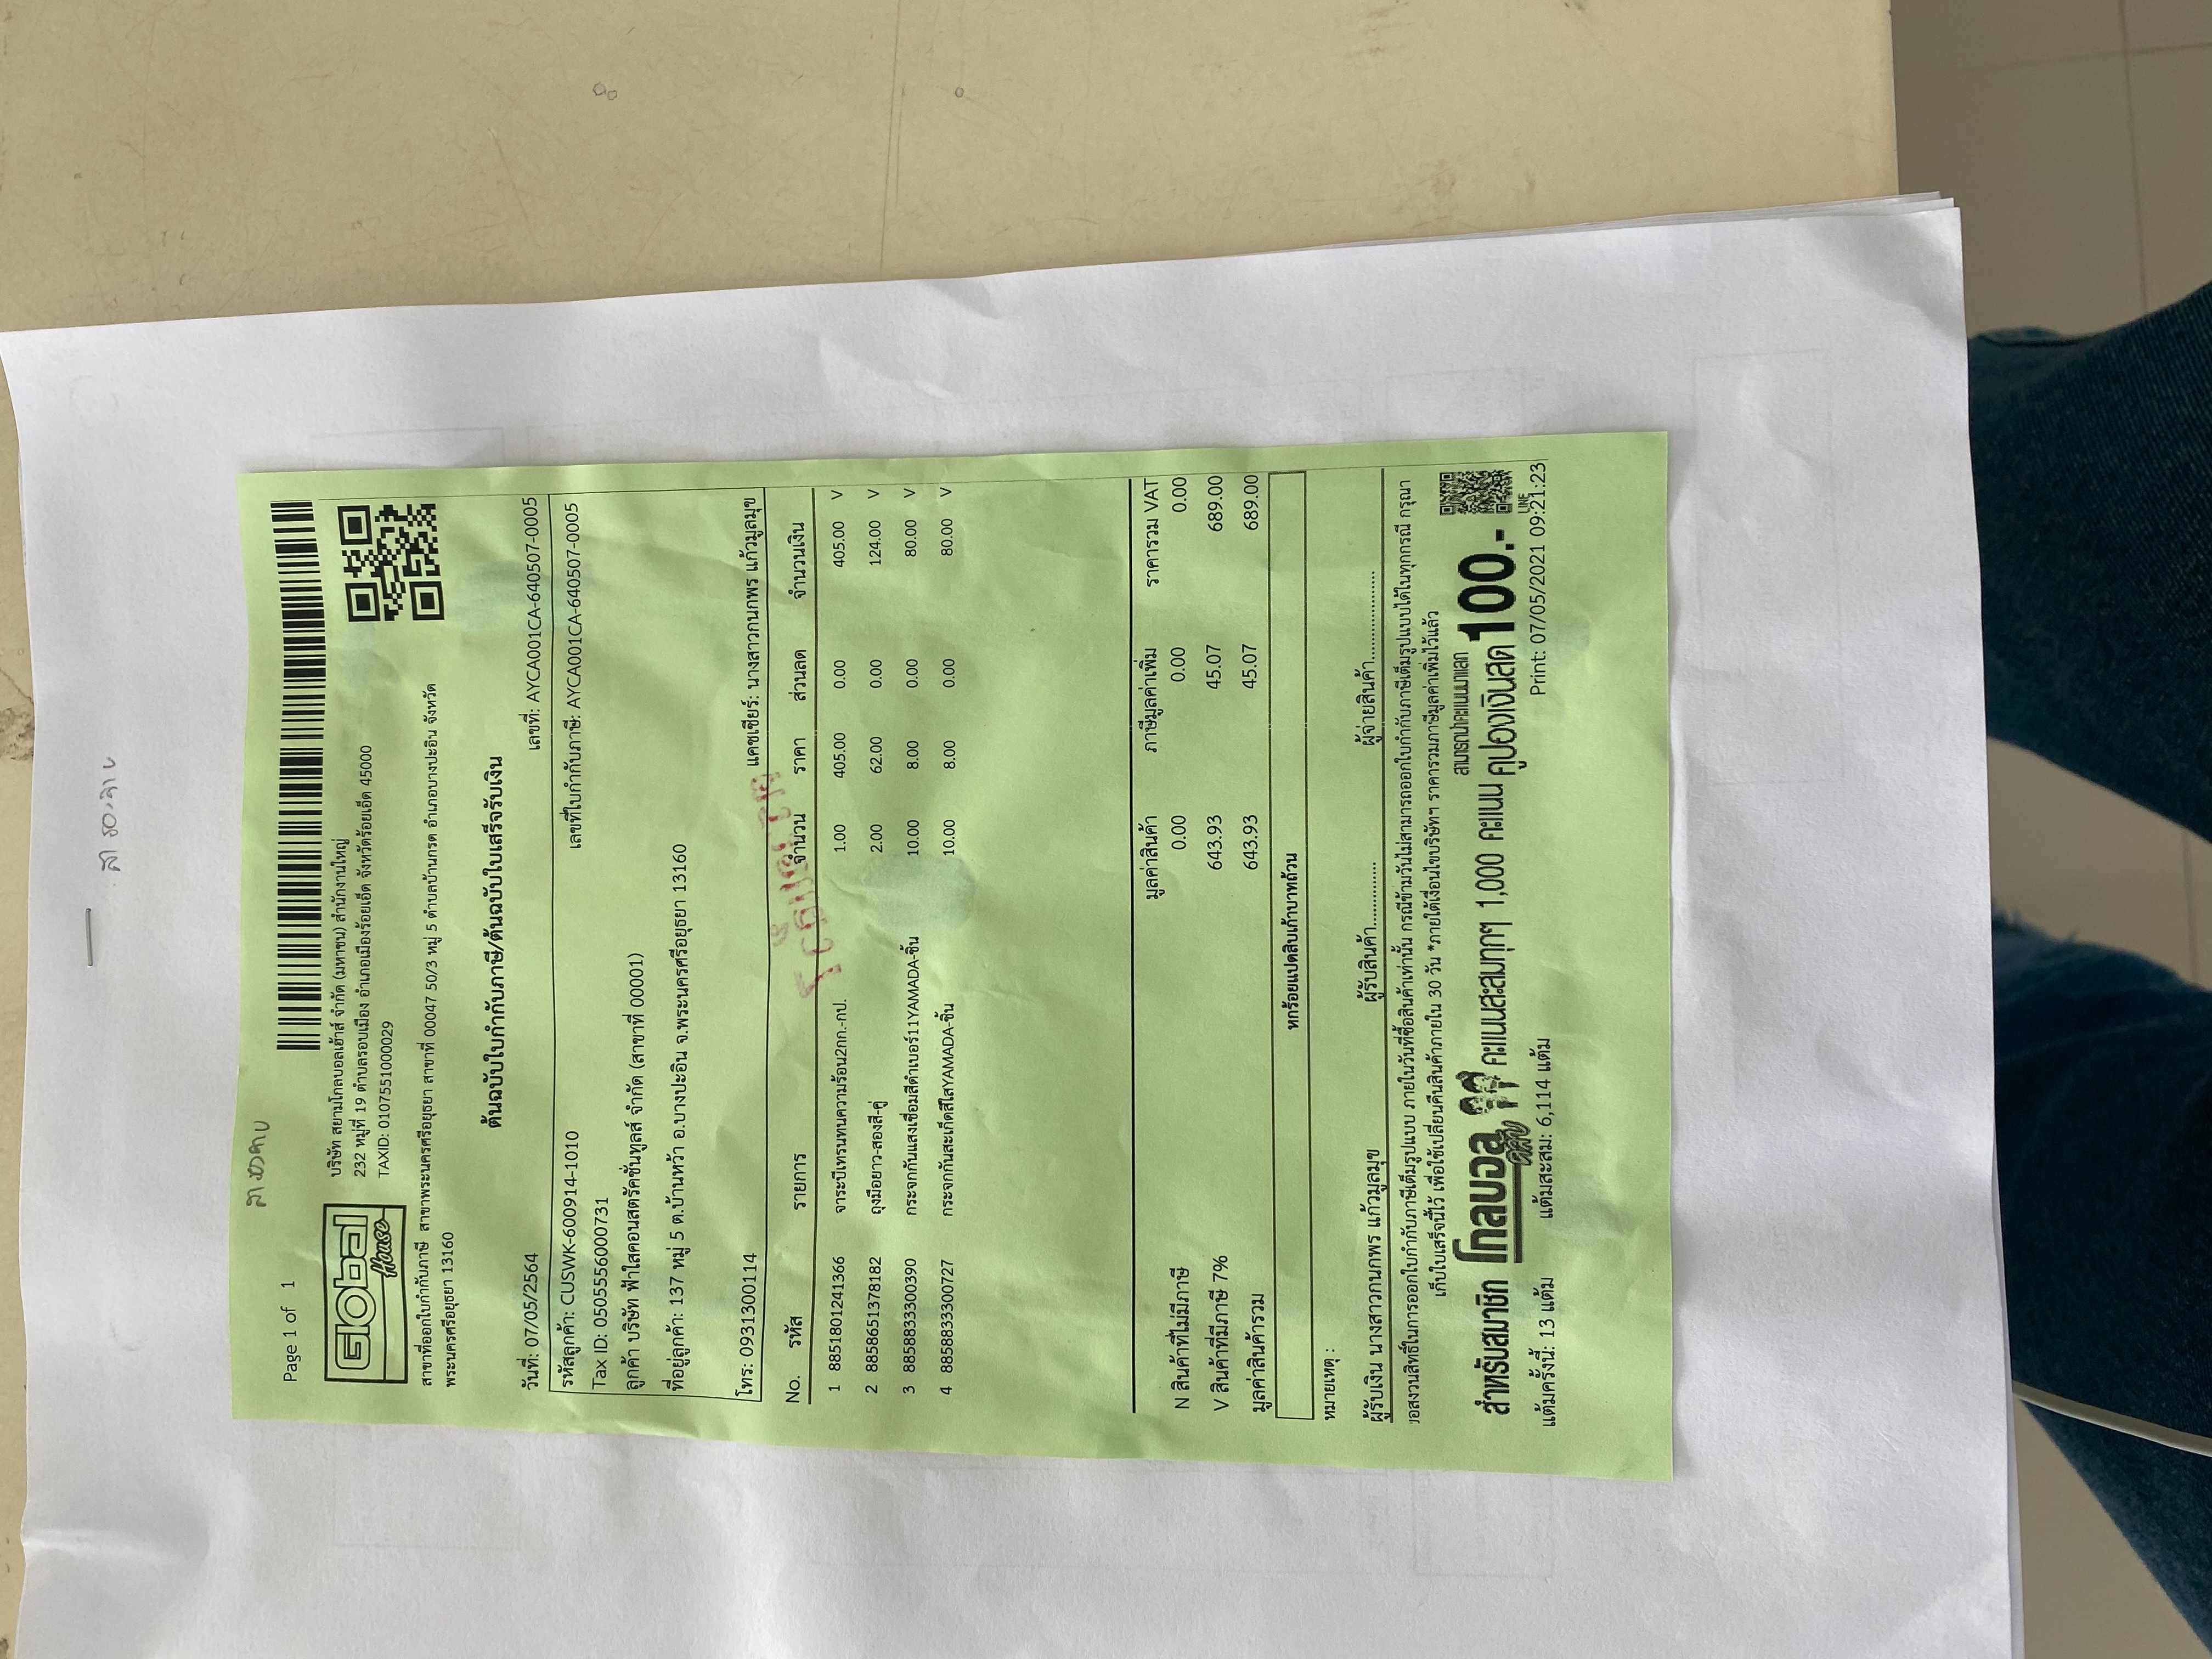 Page 1 of 1
Global House
บริษัท สยามโกลบอลเฮ้าส์ จำกัด (มหาชน) สำนักงานใหญ่
232 หมู่ที่ 19 ตำบลรอบเมือง อำเภอเมืองร้อยเอ็ด จังหวัดร้อยเอ็ด 45000
TAXID: 0107551000029
สาขาที่ออกใบกำกับภาษี สาขาพระนครศรีอยุธยา สาขาที่ 00047 50/3 หมู่ 5 ตำบลบ้านกรด อำเภอบางปะอิน จังหวัด
พระนครศรีอยุธยา 13160
ต้นฉบับใบกำกับภาษี/ต้นฉบับใบเสร็จรับเงิน
วันที่: 07/05/2564 เลขที่: AYCA001CA-640507-0005
รหัสลูกค้า: CUSWK-600914-1010 เลขที่ใบกำกับภาษี: AYCA001CA-640507-0005
Tax ID: 0505556000731
ลูกค้า บริษัท ฟ้าใสคอนสตรัคชั่นทูลส์ จำกัด (สาขาที่ 00001)
ที่อยู่ลูกค้า: 137 หมู่ 5 ต.บ้านหว้า อ.บางปะอิน จ.พระนครศรีอยุธยา 13160
โทร: 0931300114 แคชเชียร์: นางสาวกนกพร แก้วมูลมุข
No. รหัส รายการ จำนวน ราคา ส่วนลด จำนวนเงิน
1 8851801241366 จาระบีเทรนทนความร้อน2กก.-กป. 1.00 405.00 0.00 405.00 V
2 8858651378182 ถุงมือยาว-สองสี-คู่ 2.00 62.00 0.00 124.00 V
3 8858833300390 กระจกกันแสงเชื่อมสีดำเบอร์11YAMADA-ชิ้น 10.00 8.00 0.00 80.00 V
4 8858833300727 กระจกกันสะเก็ดสีใสYAMADA-ชิ้น 10.00 8.00 0.00 80.00 V
มูลค่าสินค้า ภาษีมูลค่าเพิ่ม ราคารวม VAT
N สินค้าที่ไม่มีภาษี 0.00 0.00 0.00
V สินค้าที่มีภาษี 7% 643.93 45.07 689.00
มูลค่าสินค้ารวม 643.93 45.07 689.00
หกร้อยแปดสิบเก้าบาทถ้วน
หมายเหตุ :
ผู้รับเงิน นางสาวกนกพร แก้วมูลมุข ผู้รับสินค้า.............. ผู้จ่ายสินค้า...................
ขอสงวนสิทธิ์ในการออกใบกำกับภาษีเต็มรูปแบบ ภายในวันที่ซื้อสินค้าเท่านั้น กรณีข้ามวันไม่สามารถออกใบกำกับภาษีเต็มรูปแบบได้ในทุกกรณี กรุณา
เก็บใบเสร็จนี้ไว้ เพื่อใช้เปลี่ยนคืนสินค้าภายใน 30 วัน *ภายใต้เงื่อนไขบริษัทฯ ราคารวมภาษีมูลค่าเพิ่มไว้แล้ว
สำหรับสมาชิก โกลบอล คลับ คะแนนสะสมทุกๆ 1,000 คะแนน สามารถนำคะแนนมาแลก คูปองเงินสด 100.-
LINE
แต้มครั้งนี้: 13 แต้ม แต้มสะสม: 6,114 แต้ม Print: 07/05/2021 09:21:23